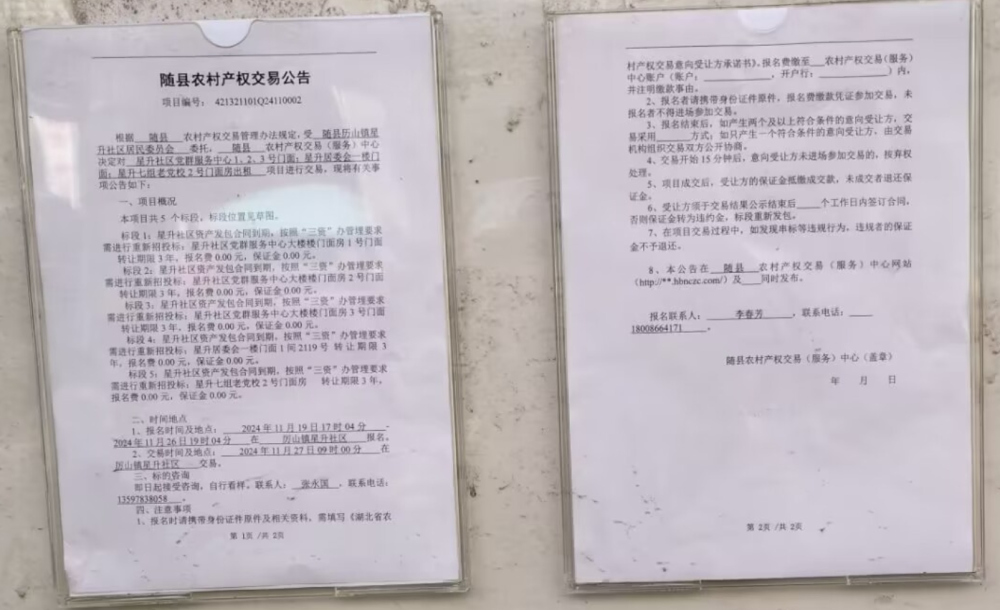 随县农村产权交易公告
项目编号： 421321101Q24110002
根据 随县 农村产权交易管理办法规定，受 随县历山镇星
升社区居民委员会 委托， 随县 农村产权交易（服务）中心
决定对 星升社区党群服务中心1、2、3号门面；星升居委会一楼门
面；星升七组老党校2号门面房出租 项目进行交易，现将有关事
项公告如下：
一、项目概况
本项目共5 个标段，标段位置见草图。
标段1：星升社区资产发包合同到期，按照“三资”办管理要求
需进行重新招投标：星升社区党群服务中心大楼楼门面房1号门面
转让期限3年，报名费0.00元，保证金0.00元。
标段2：星升社区资产发包合同到期，按照“三资”办管理要求
需进行重新招投标：星升社区党群服务中心大楼楼门面房2号门面
转让期限3年，报名费0.00元，保证金0.00元。
标段3：星升社区资产发包合同到期，按照“三资”办管理要求
需进行重新招投标：星升社区党群服务中心大楼楼门面房3号门面
转让期限3年，报名费0.00元，保证金0.00元。
标段4：星升社区资产发包合同到期，按照“三资”办管埋要求
需进行重新招投标：星升居委会一楼门面1间2119号 转让期限3
年，报名费0.00元，保证金0.00元。
标段5：星升社区资产发包合同到期，按照“三资”办管埋要求
需进行重新招投标：星升七组老党校2号门面房 转让期限3年，
报名费0.00元，保证金0.00元。
二、时间地点
1、报名时间及地点： 2024年11月19日17时04分 -
2024年11月26日19时04分 在 历山镇星升社区 报名。
2、交易时间及地点： 2024年11月27日09时00分 在
历山镇星升社区 交易。
三、标的咨询
即日起接受咨询，自行看样。联系人： 张永国 ，联系电话：
13597838058 。
四、注意事项
1、报名时请携带身份证件原件及相关资料，需填写《湖北省农
第1页 /共2页
村产权交易意向受让方承诺书》。报名费缴至___农村产权交易（服务）
中心账户（账户：__________，开户行：__________）内，
并注明缴款事由。
2、报名者请携带身份证件原件，报名费缴款凭证参加交易，未
报名者不得进场参加交易。
3、报名结束后，如产生两个及以上符合条件的意向受让方，交
易采用______方式；如只产生一个符合条件的意向受让方，由交易
机构组织交易双方公开协商。
4、交易开始15分钟后，意向受让方未进场参加交易的，按弃权
处理。
5、项目成交后，受让方的保证金抵缴成交款，未成交者退还保
证金。
6、受让方须于交易结果公示结束后____个工作日内签订合同，
否则保证金转为违约金，标段重新发包。
7、在项目交易过程中，如发现串标等违规行为，违规者的保证
金不予退还。
8、本公告在 随县 农村产权交易（服务）中心网站
（http://**.hbnczc.com/）及____同时发布。
报名联系人： 李春芳 ，联系电话：____
18008664171 。
随县农村产权交易（服务）中心（盖章）
年 月 日
第2页 /共2页